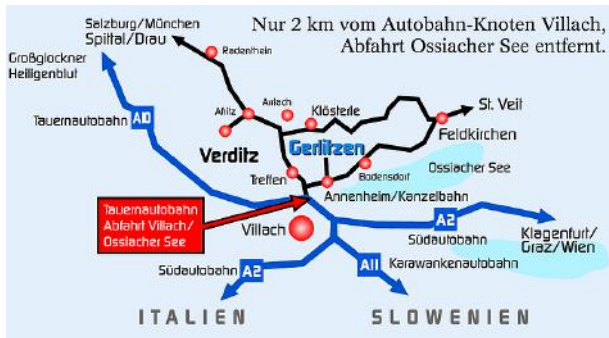 Nur 2 km vom Autobahn-Knoten Villach,
Abfahrt Ossiacher See entfernt.
Salzburg/München
Spittal/Drau
Großglockner
Heiligenblut
Radenthein
Tauernautobahn
A10
Afritz
Arriach
Klösterle
St. Veit
Feldkirchen
Verditz
Gerlitzen
Ossiacher See
Treffen
Bodensdorf
Annenheim/Kanzelbahn
Tauernautobahn
Abfahrt Villach/
Ossiacher See
Villach
A2
Südautobahn
Klagenfurt/
Graz/Wien
Südautobahn
A2
A11
Karawankenautobahn
ITALIEN
SLOWENIEN